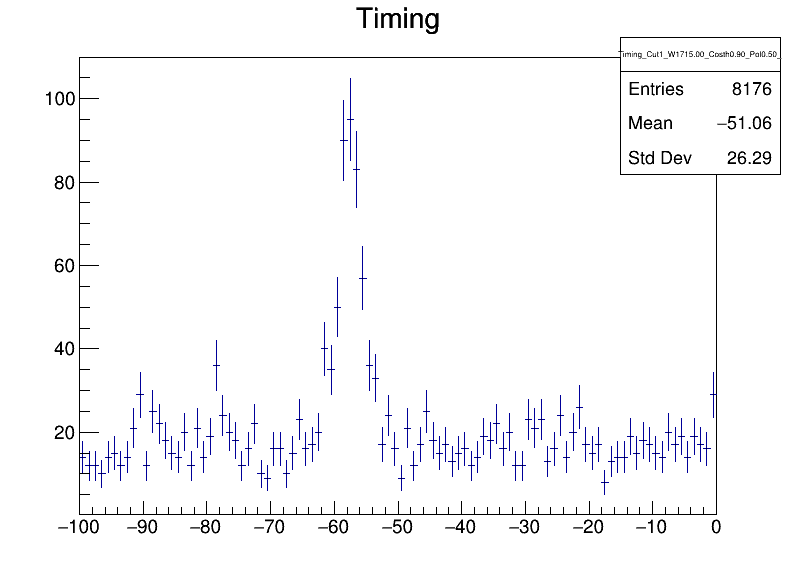 Timing
Timing_Cut1_W1715.00_Costh0.90_Pol0.50_
Entries 8176
Mean −51.06
Std Dev 26.29
100
80
60
40
20
−100 −90 −80 −70 −60 −50 −40 −30 −20 −10 0